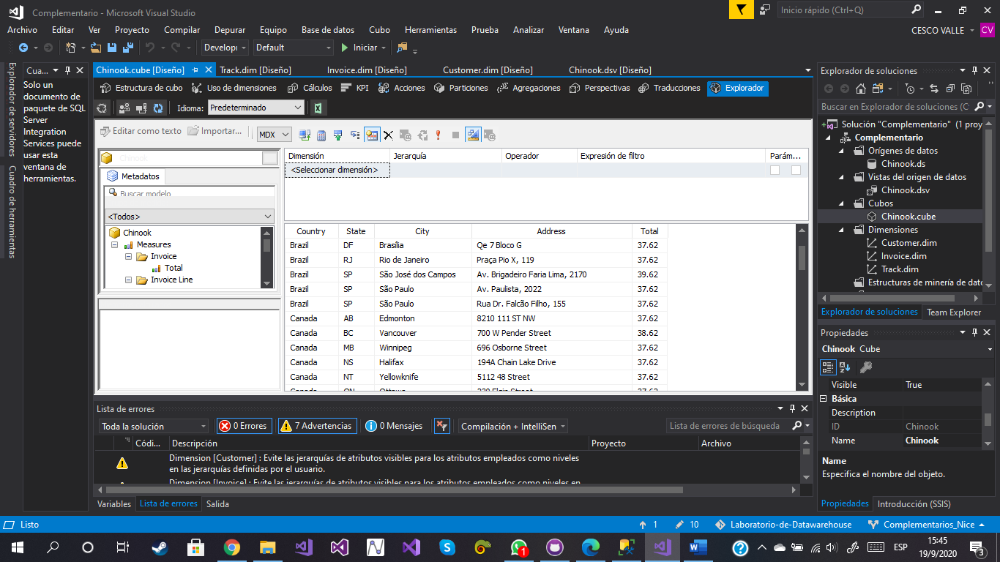 Complementario - Microsoft Visual Studio
Inicio rápido (Ctrl+Q)
Archivo Editar Ver Proyecto Compilar Depurar Equipo Base de datos Cubo Herramientas Prueba Analizar Ventana Ayuda
CESCO VALLE CV
Developi Default Iniciar
Explorador de servidores
Cuadro de herramientas
Cua...
Solo un
documento de
paquete de SQL
Server
Integration
Services puede
usar esta
ventana de
herramientas.
Chinook.cube [Diseño] Track.dim [Diseño] Invoice.dim [Diseño] Customer.dim [Diseño] Chinook.dsv [Diseño]
Estructura de cubo Uso de dimensiones Cálculos KPI Acciones Particiones Agregaciones Perspectivas Traducciones Explorador
Idioma: Predeterminado
Editar como texto Importar... MDX
Chinook
Metadatos
Buscar modelo
<Todos>
Chinook
Measures
Invoice
Total
Invoice Line
Dimensión Jerarquía Operador Expresión de filtro Parám...
<Seleccionar dimensión>
Country State City Address Total
Brazil DF Brasília Qe 7 Bloco G 37.62
Brazil RJ Rio de Janeiro Praça Pio X, 119 37.62
Brazil SP São José dos Campos Av. Brigadeiro Faria Lima, 2170 39.62
Brazil SP São Paulo Av. Paulista, 2022 37.62
Brazil SP São Paulo Rua Dr. Falcão Filho, 155 37.62
Canada AB Edmonton 8210 111 ST NW 37.62
Canada BC Vancouver 700 W Pender Street 38.62
Canada MB Winnipeg 696 Osborne Street 37.62
Canada NS Halifax 194A Chain Lake Drive 37.62
Canada NT Yellowknife 5112 48 Street 37.62
Canada ON Ottawa 230 Elgin Street 37.62
Lista de errores
Toda la solución 0 Errores 7 Advertencias 0 Mensajes Compilación + IntelliSen Lista de errores de búsqueda
Códi... Descripción Proyecto Archivo
Dimension [Customer] : Evite las jerarquías de atributos visibles para los atributos empleados como niveles
en las jerarquías definidas por el usuario.
Dimension [Invoice] : Evite las jerarquías de atributos visibles para los atributos empleados como niveles en
Variables Lista de errores Salida
Explorador de soluciones
Buscar en Explorador de soluciones (C
Solución "Complementario" (1 proy
Complementario
Orígenes de datos
Chinook.ds
Vistas del origen de datos
Chinook.dsv
Cubos
Chinook.cube
Dimensiones
Customer.dim
Invoice.dim
Track.dim
Estructuras de minería de dato
Explorador de soluciones Team Explorer
Propiedades
Chinook Cube
Visible True
Básica
Description
ID Chinook
Name Chinook
Name
Especifica el nombre del objeto.
Propiedades Introducción (SSIS)
Listo 1 10 Laboratorio-de-Datawarehouse Complementarios_Nice
1
ESP
15:45
19/9/2020
3